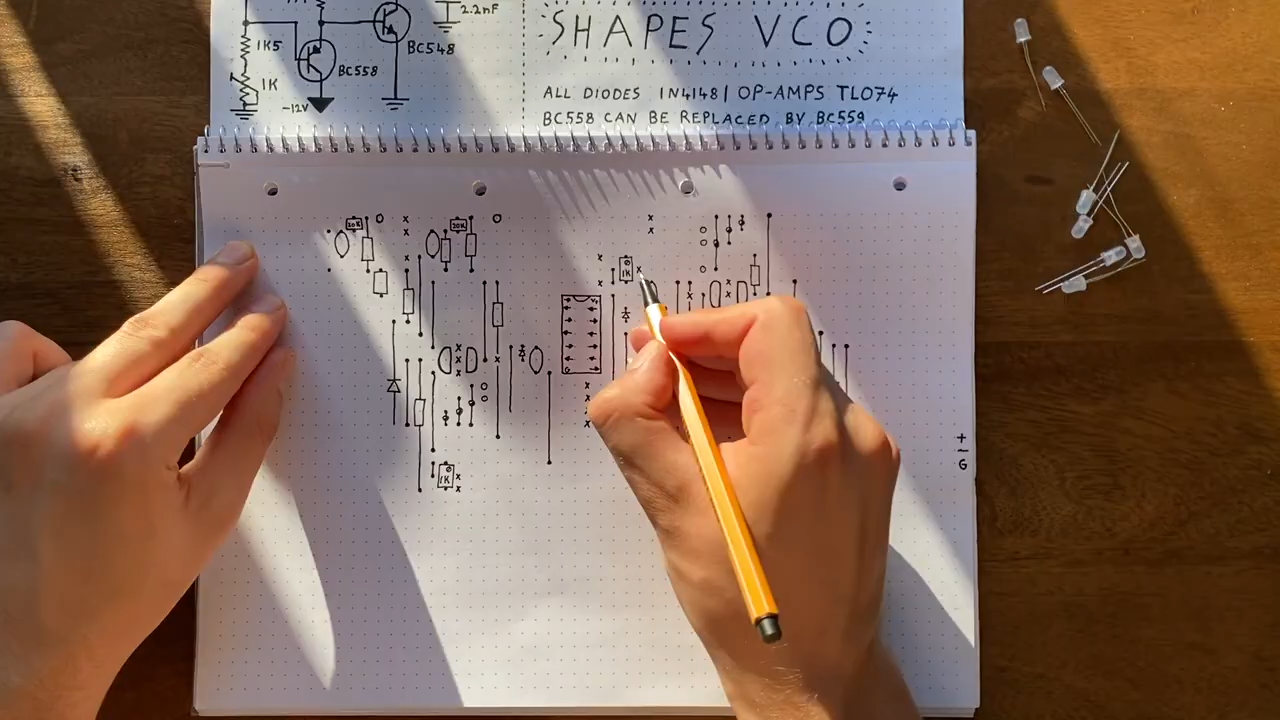 2.2nF
1K5
BC548
BC558
1K
-12V
SHAPES VCO
ALL DIODES 1N4148 | OP-AMPS TL074
BC558 CAN BE REPLACED BY BC559
20K
20K
1K
1K
+
-
G